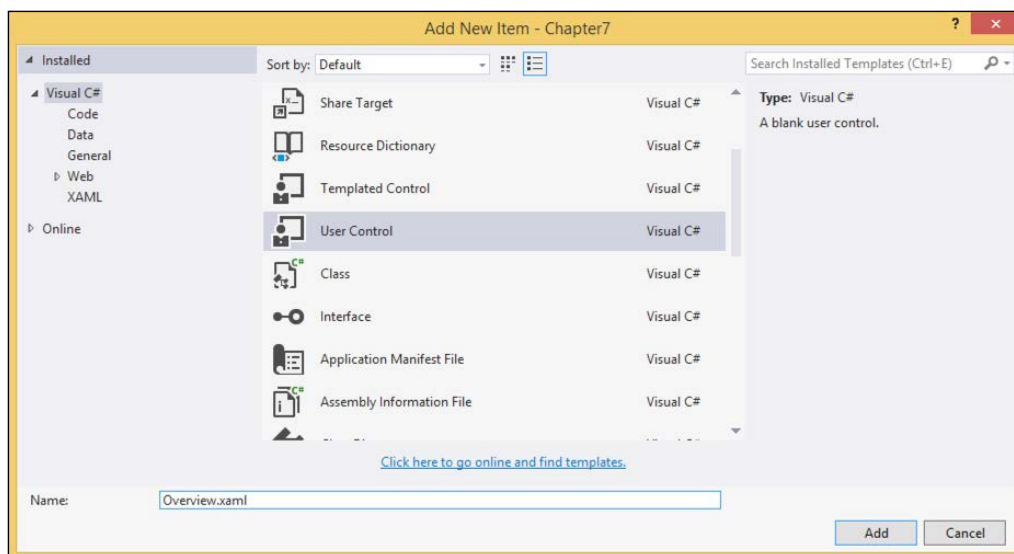 Add New Item - Chapter7
?
Installed
Sort by: Default
Search Installed Templates (Ctrl+E)
Visual C#
Code
Data
General
Web
XAML
Online
Share Target Visual C#
Resource Dictionary Visual C#
Templated Control Visual C#
User Control Visual C#
Class Visual C#
Interface Visual C#
Application Manifest File Visual C#
Assembly Information File Visual C#
Type: Visual C#
A blank user control.
Click here to go online and find templates.
Name: Overview.xaml
Add Cancel